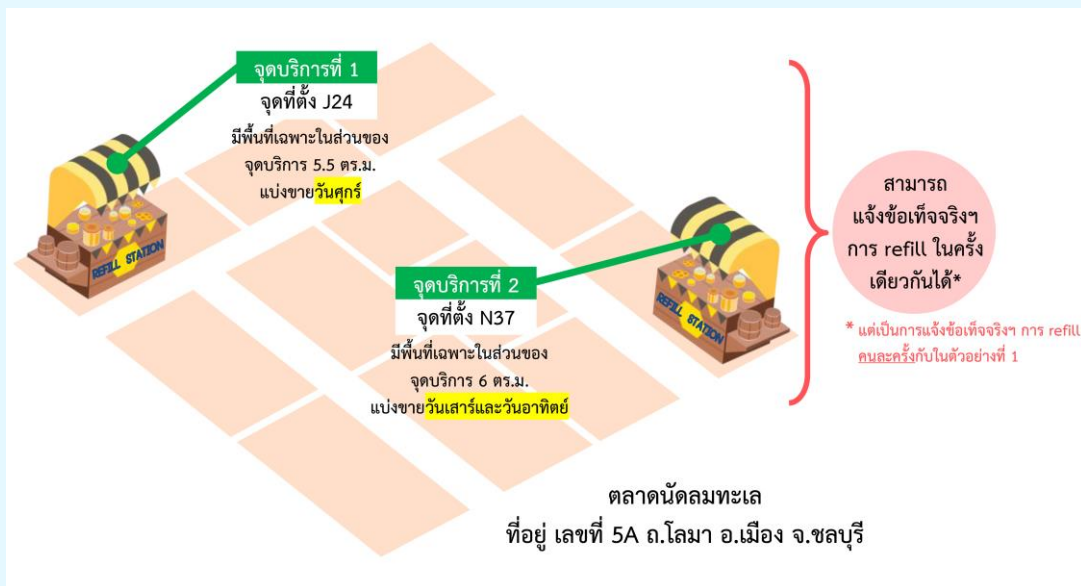 จุดบริการที่ 1
จุดที่ตั้ง J24
มีพื้นที่เฉพาะในส่วนของ
จุดบริการ 5.5 ตร.ม.
แบ่งขายวันศุกร์
REFILL STATION
จุดบริการที่ 2
จุดที่ตั้ง N37
มีพื้นที่เฉพาะในส่วนของ
จุดบริการ 6 ตร.ม.
แบ่งขายวันเสาร์และวันอาทิตย์
REFILL STATION
สามารถ
แจ้งข้อเท็จจริงฯ
การ refill ในครั้ง
เดียวกันได้*
* แต่เป็นการแจ้งข้อเท็จจริงฯ การ refill
คนละครั้งกับในตัวอย่างที่ 1
ตลาดนัดลมทะเล
ที่อยู่ เลขที่ 5A ถ.โลมา อ.เมือง จ.ชลบุรี